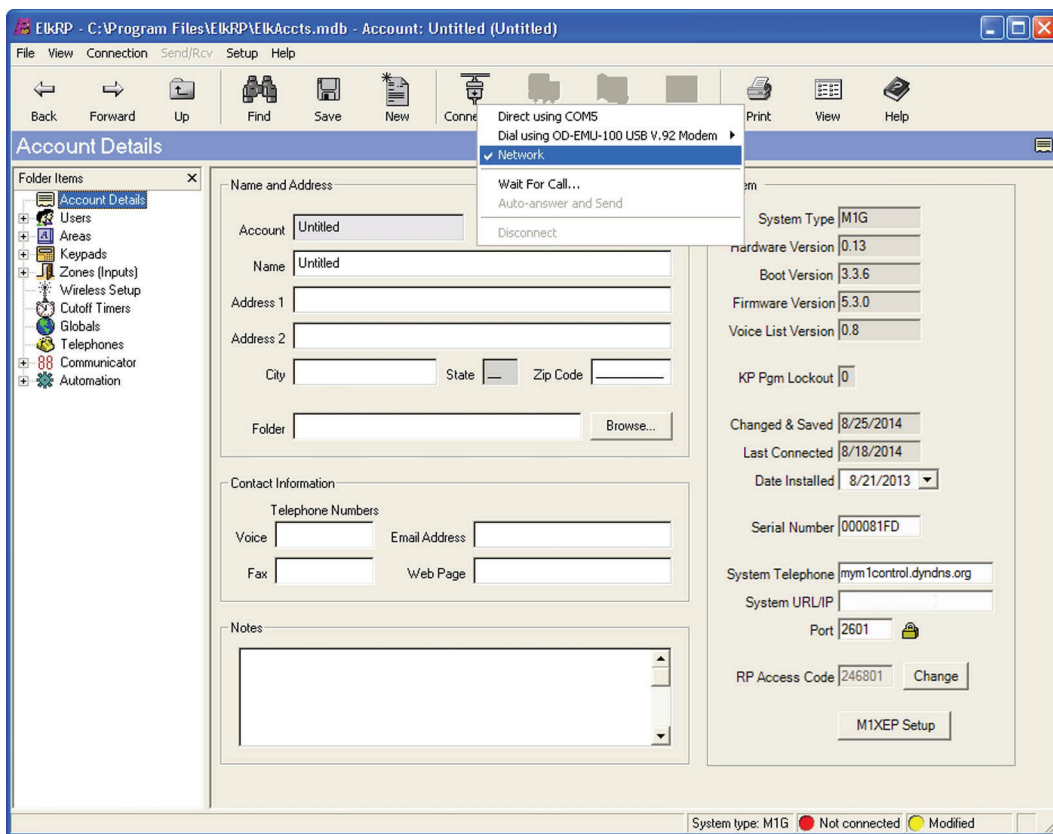 ElkRP - C:\Program Files\ElkRP\ElkAccts.mdb - Account: Untitled (Untitled)
File View Connection Send/Rcv Setup Help
Back Forward Up Find Save New Conne Print View Help
Direct using COM5
Dial using OD-EMU-100 USB V.92 Modem
Network
Wait For Call...
Auto-answer and Send
Disconnect
Account Details
Folder Items
Account Details
Users
Areas
Keypads
Zones (Inputs)
Wireless Setup
Cutoff Timers
Globals
Telephones
88 Communicator
Automation
Name and Address
Account Untitled
Name Untitled
Address 1
Address 2
City State Zip Code
Folder Browse...
Contact Information
Telephone Numbers
Voice Email Address
Fax Web Page
Notes
em
System Type M1G
Hardware Version 0.13
Boot Version 3.3.6
Firmware Version 5.3.0
Voice List Version 0.8
KP Pgm Lockout 0
Changed & Saved 8/25/2014
Last Connected 8/18/2014
Date Installed 8/21/2013
Serial Number 000081FD
System Telephone mym1control.dyndns.org
System URL/IP
Port 2601
RP Access Code 246801 Change
M1XEP Setup
System type: M1G Not connected Modified